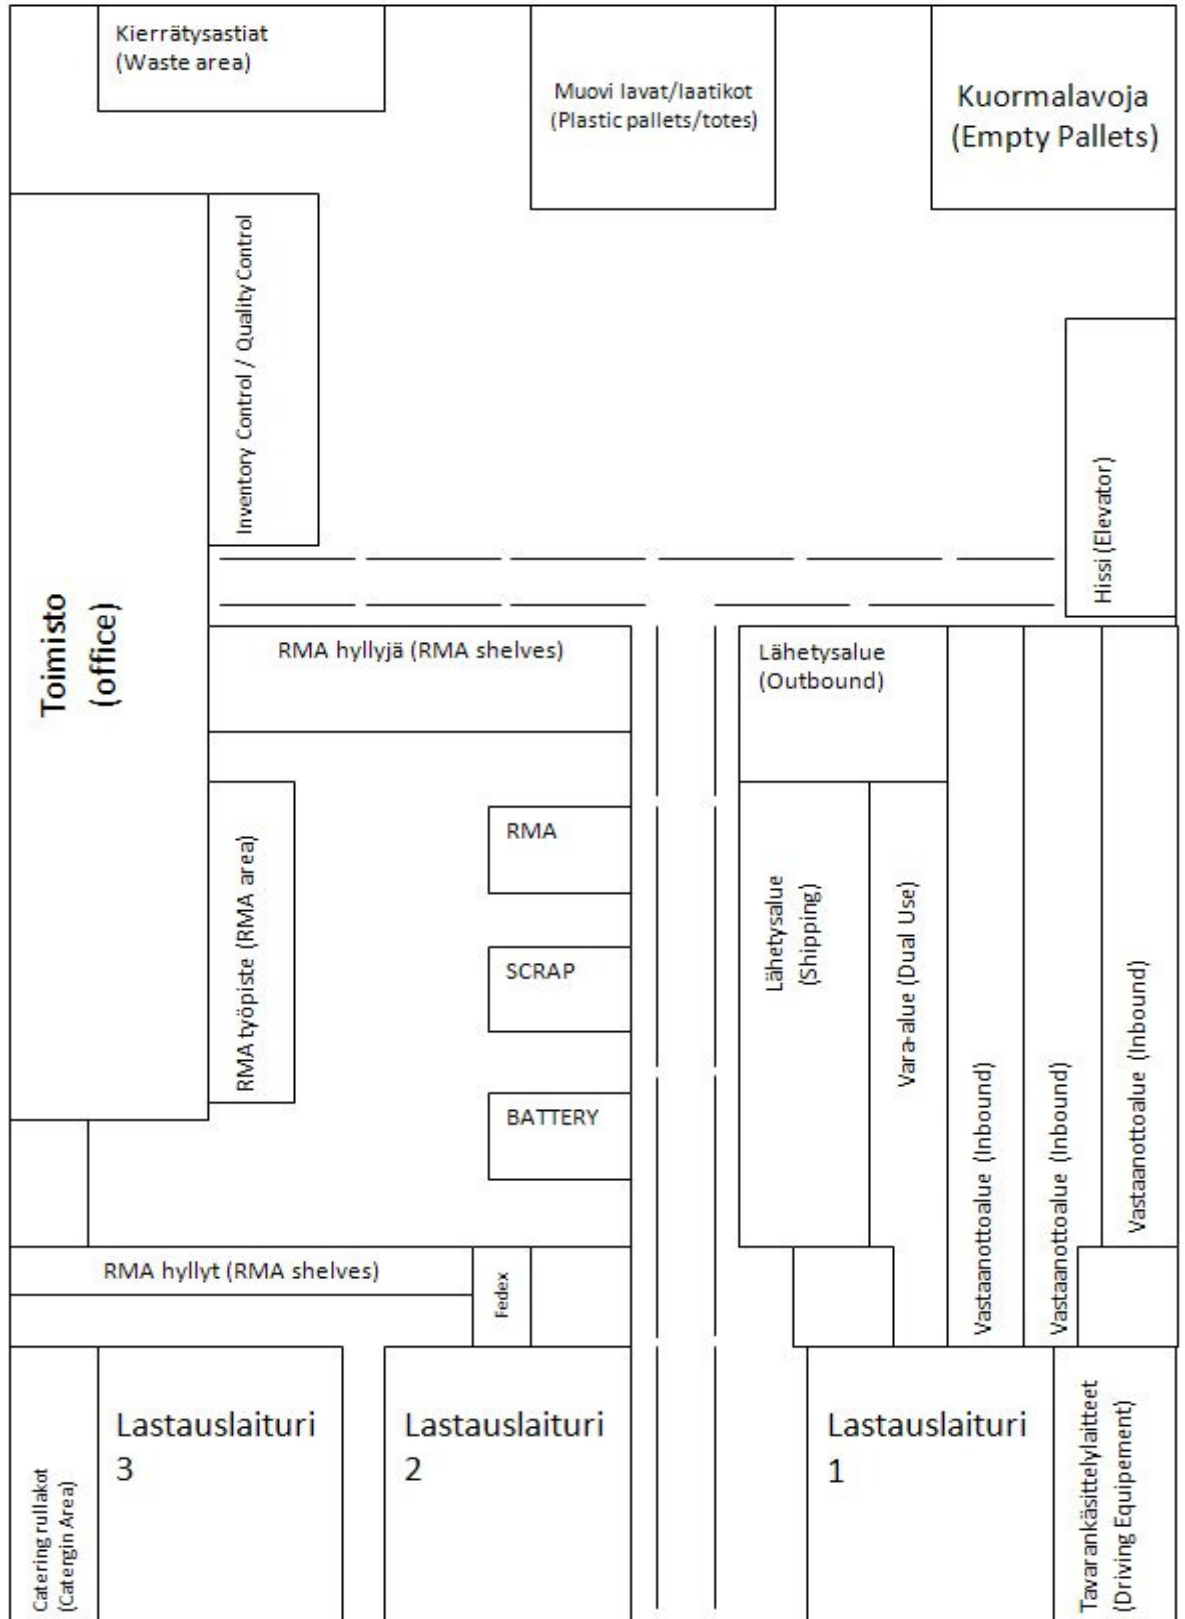 Kierrätysastiat
(Waste area)
Muovi lavat/laatikot
(Plastic pallets/totes)
Kuormalavoja
(Empty Pallets)
Inventory Control / Quality Control
Hissi (Elevator)
Toimisto
(office)
RMA hyllyjä (RMA shelves)
Lähetysalue
(Outbound)
RMA työpiste (RMA area)
RMA
SCRAP
BATTERY
Lähetysalue
(Shipping)
Vara-alue (Dual Use)
Vastaanottoalue (Inbound)
Vastaanottoalue (Inbound)
Vastaanottoalue (Inbound)
RMA hyllyt (RMA shelves)
Fedex
Catering rullakot
(Catergin Area)
Lastauslaituri
3
Lastauslaituri
2
Lastauslaituri
1
Tavarankäsittelylaitteet
(Driving Equipement)